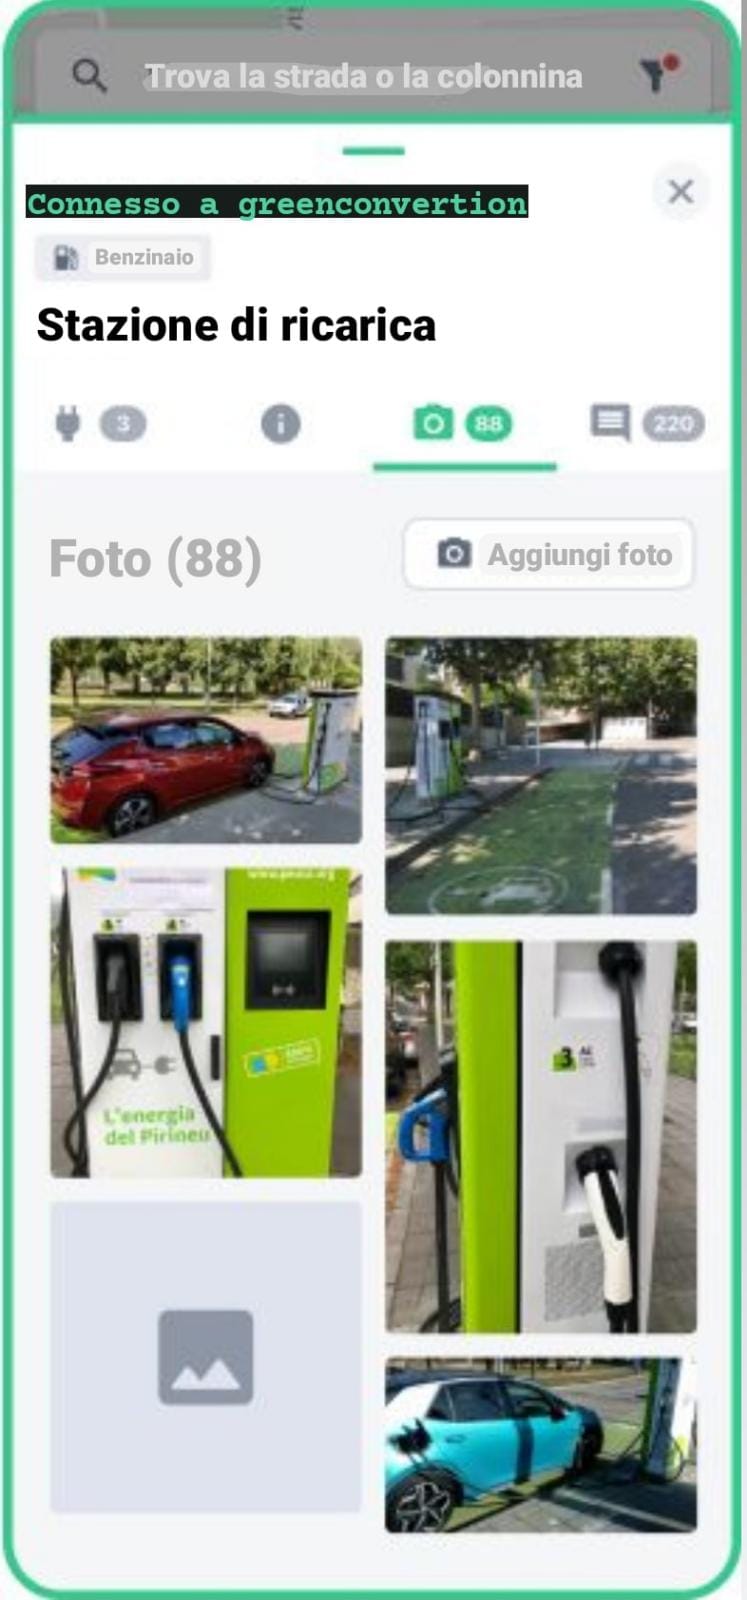 Trova la strada o la colonnina
Connesso a greenconvertion
Benzinaio
Stazione di ricarica
3
88
220
Foto (88)
Aggiungi foto
L'energia
del Pirineu
3